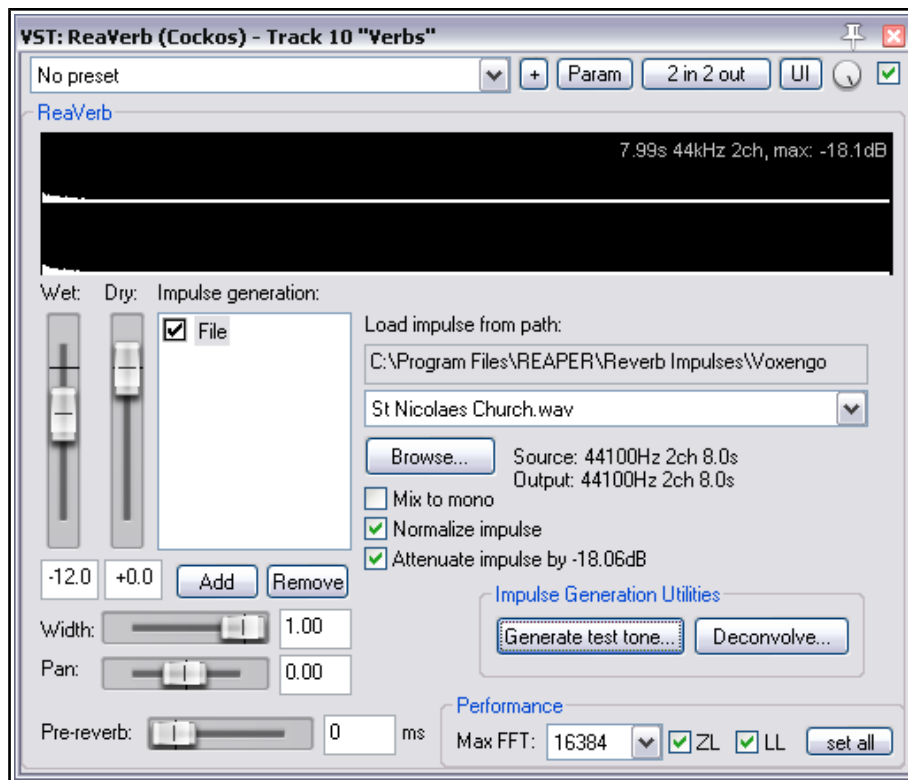 VST: ReaVerb (Cockos) - Track 10 "Verbs"
No preset + Param 2 in 2 out UI
ReaVerb
7.99s 44kHz 2ch, max: -18.1dB
Wet: Dry: Impulse generation:
File
Load impulse from path:
C:\Program Files\REAPER\Reverb Impulses\Voxengo
St Nicolaes Church.wav
Browse... Source: 44100Hz 2ch 8.0s
Output: 44100Hz 2ch 8.0s
Mix to mono
Normalize impulse
Attenuate impulse by -18.06dB
-12.0 +0.0 Add Remove
Impulse Generation Utilities
Width: 1.00
Generate test tone... Deconvolve...
Pan: 0.00
Performance
Pre-reverb: 0 ms
Max FFT: 16384 ZL LL set all